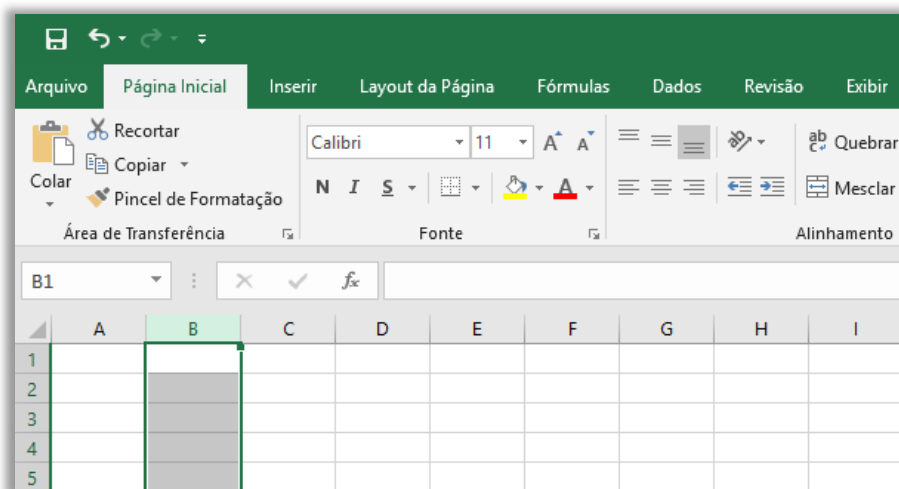 Arquivo Página Inicial Inserir Layout da Página Fórmulas Dados Revisão Exibir
Colar
Recortar
Copiar
Pincel de Formatação
Área de Transferência
Calibri 11 A A
N I S A
Fonte
ab
c Quebrar
Mesclar
Alinhamento
B1 fx
A B C D E F G H I
1
2
3
4
5